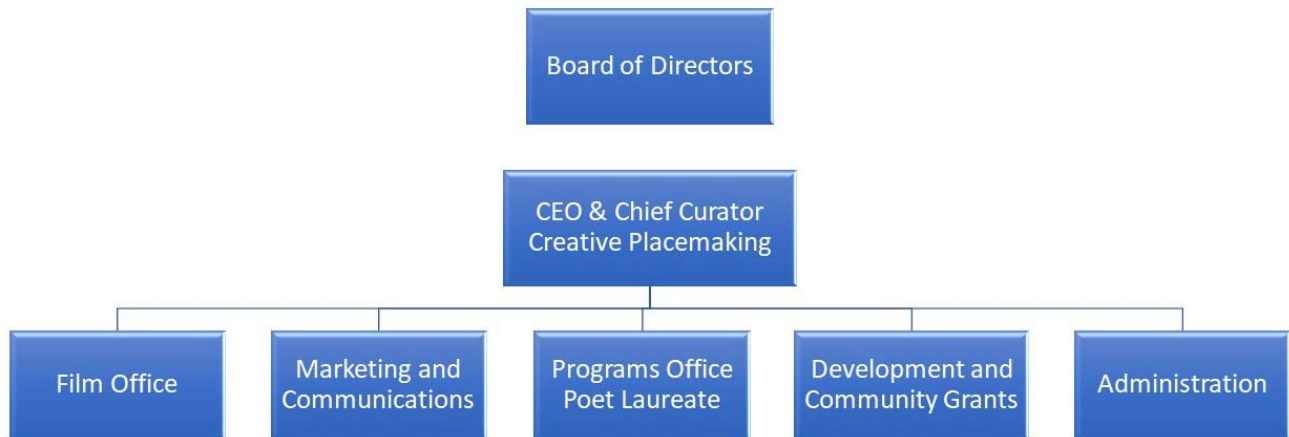 Board of Directors
CEO & Chief Curator
Creative Placemaking
Film Office
Marketing and
Communications
Programs Office
Poet Laureate
Development and
Community Grants
Administration